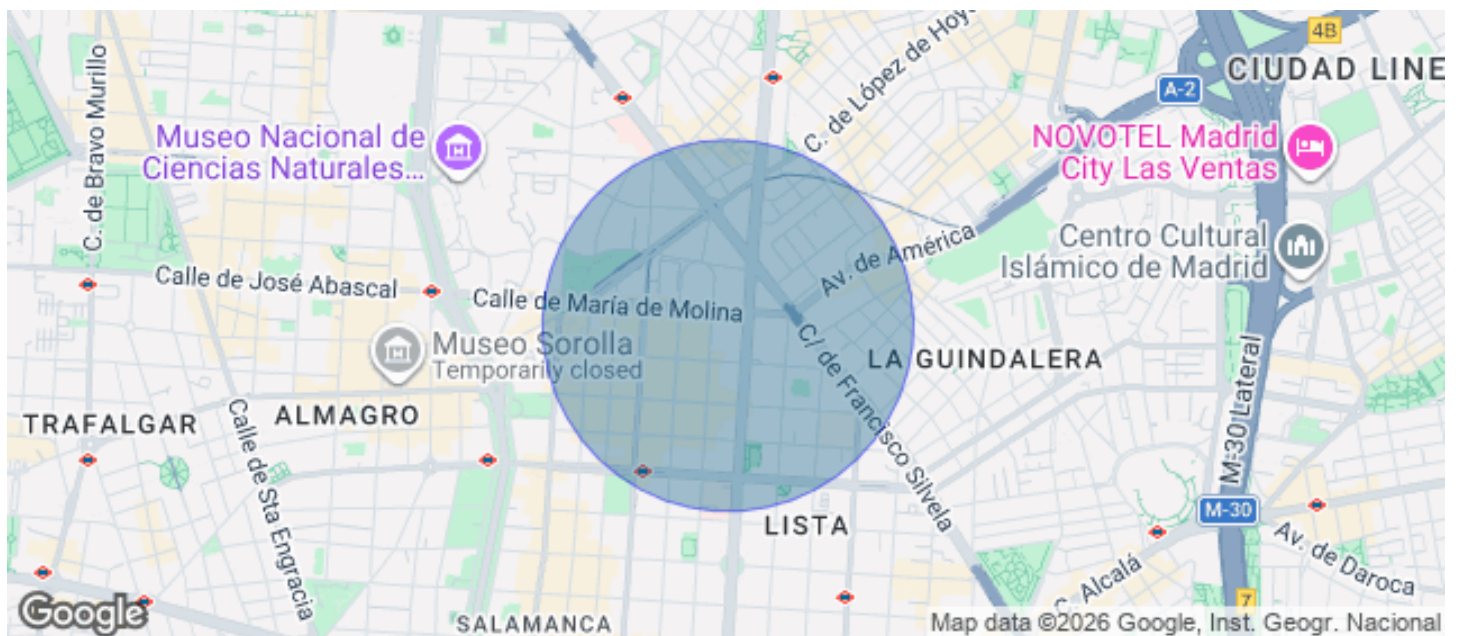 4B
C. de López de Hoyo
CIUDAD LINE
A-2
C. de Bravo Murillo
Museo Nacional de
Ciencias Naturales...
NOVOTEL Madrid
City Las Ventas
Centro Cultural
Islámico de Madrid
Av. de América
Calle de José Abascal
Calle de María de Molina
Museo Sorolla
Temporarily closed
C/ de Francisco Silvela
LA GUINDALERA
M-30 Lateral
TRAFALGAR
ALMAGRO
Calle de Sta Engracia
LISTA
M-30
Av. de Daroca
C. Alcalá
7
SALAMANCA
Google
Map data ©2026 Google, Inst. Geogr. Nacional